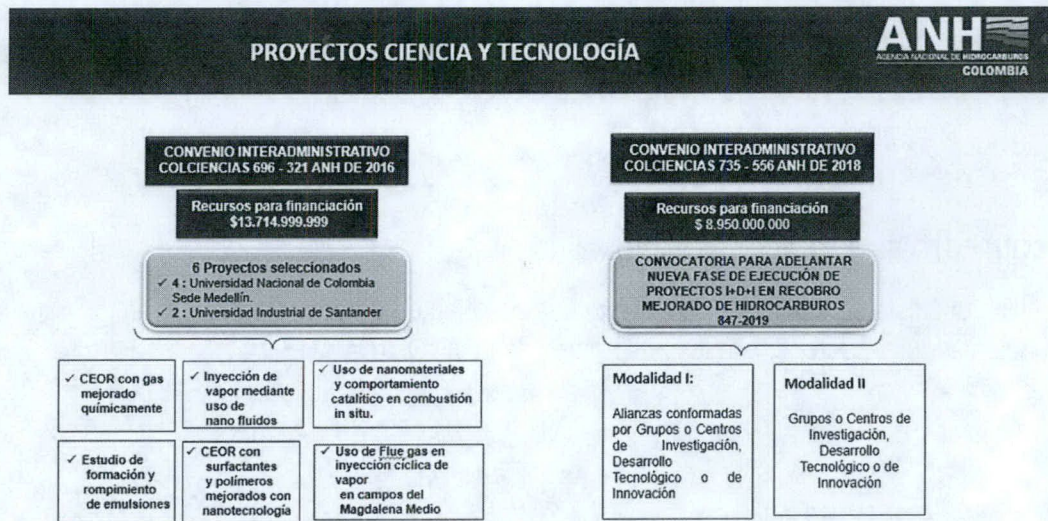 PROYECTOS CIENCIA Y TECNOLOGÍA
ANH
AGENCIA NACIONAL DE HIDROCARBUROS
COLOMBIA
CONVENIO INTERADMINISTRATIVO
COLCIENCIAS 696 - 321 ANH DE 2016
Recursos para financiación
$13.714.999.999
6 Proyectos seleccionados
✓ 4 : Universidad Nacional de Colombia
Sede Medellín.
✓ 2 : Universidad Industrial de Santander
✓ CEOR con gas
mejorado
químicamente
✓ Inyección de
vapor mediante
uso de
nano fluidos
✓ Uso de nanomateriales
y comportamiento
catalítico en combustión
in situ.
✓ Estudio de
formación y
rompimiento
de emulsiones
✓ CEOR con
surfactantes
y polímeros
mejorados con
nanotecnología
✓ Uso de Flue gas en
inyección cíclica de
vapor
en campos del
Magdalena Medio
CONVENIO INTERADMINISTRATIVO
COLCIENCIAS 735 - 556 ANH DE 2018
Recursos para financiación
$ 8.950.000.000
CONVOCATORIA PARA ADELANTAR
NUEVA FASE DE EJECUCIÓN DE
PROYECTOS I+D+I EN RECOBRO
MEJORADO DE HIDROCARBUROS
847-2019
Modalidad I:
Alianzas conformadas
por Grupos o Centros
de Investigación,
Desarrollo
Tecnológico o de
Innovación
Modalidad II
Grupos o Centros de
Investigación,
Desarrollo
Tecnológico o de
Innovación